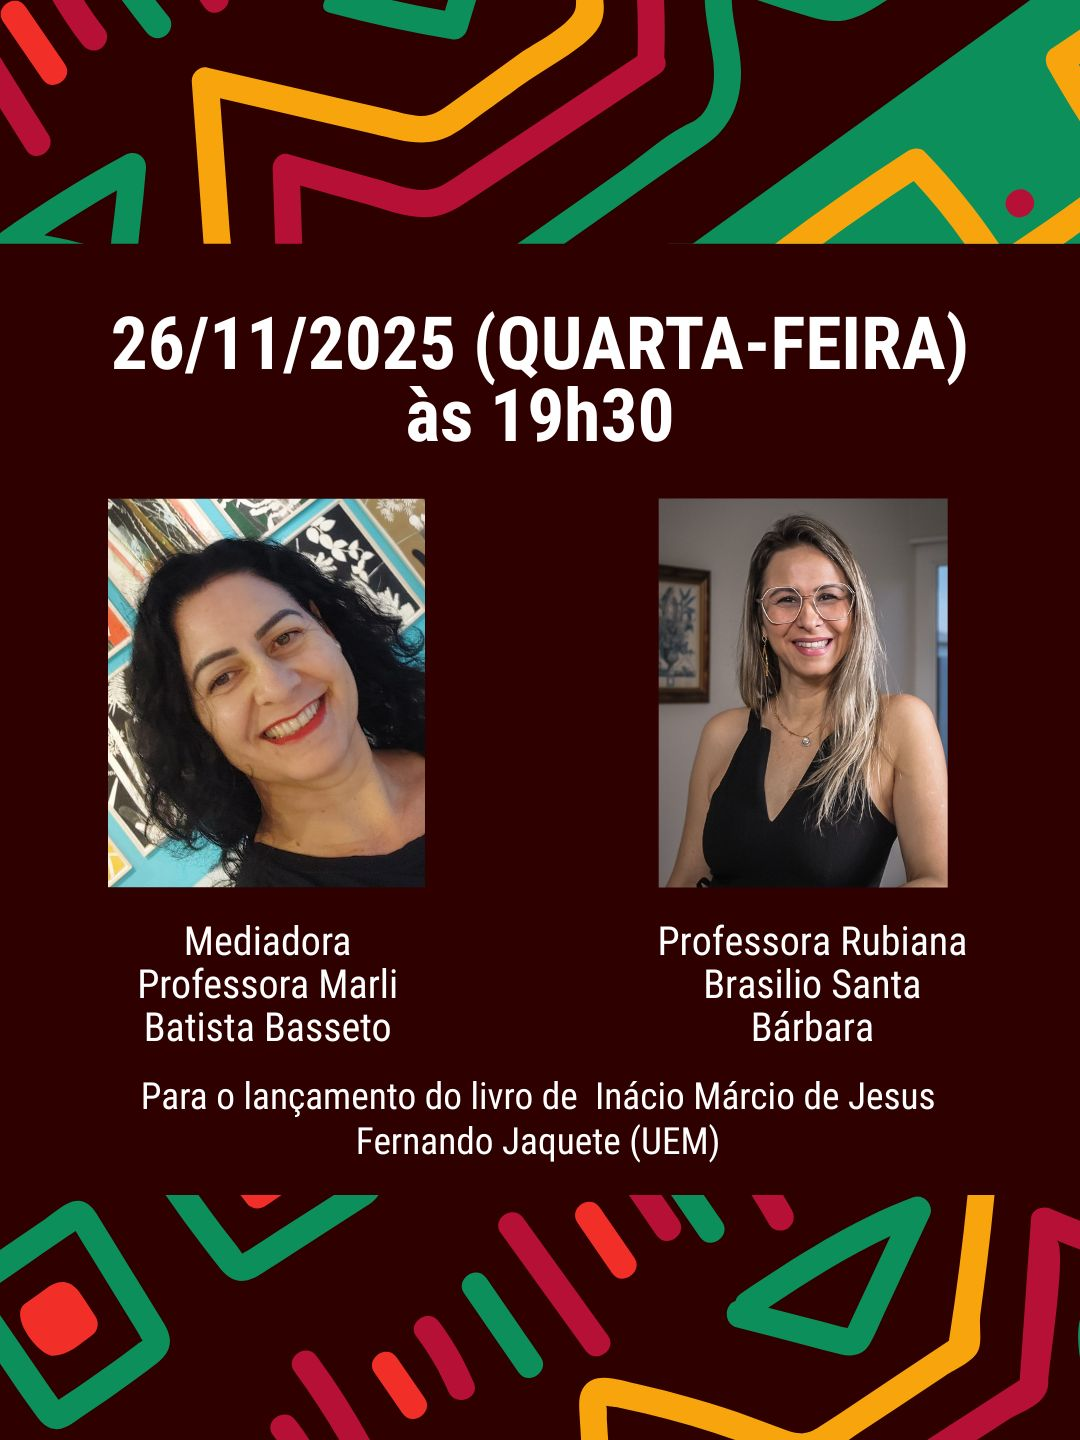 26/11/2025 (QUARTA-FEIRA)
às 19h30
Mediadora
Professora Marli
Batista Basseto
Professora Rubiana
Brasilio Santa
Bárbara
Para o lançamento do livro de  Inácio Márcio de Jesus
Fernando Jaquete (UEM)